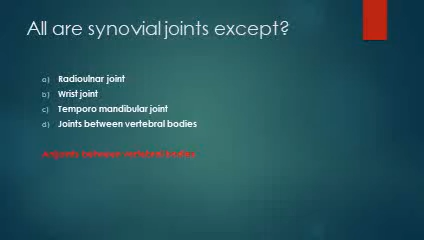 All are synovial joints except?
a) Radioulnar joint
b) Wrist joint
c) Temporo mandibular joint
d) Joints between vertebral bodies
joints between vertebral bodies